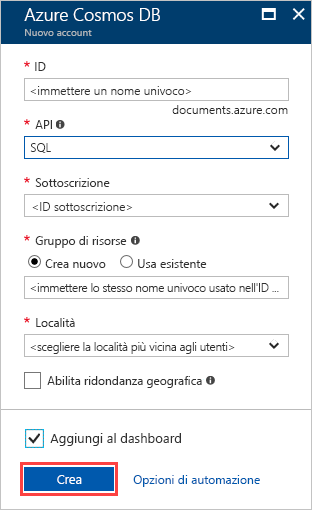 Azure Cosmos DB
Nuovo account
* ID
<immettere un nome univoco>
documents.azure.com
* API
SQL
* Sottoscrizione
<ID sottoscrizione>
* Gruppo di risorse
Crea nuovo Usa esistente
<immettere lo stesso nome univoco usato nell'ID ...
* Località
<scegliere la località più vicina agli utenti>
Abilita ridondanza geografica
Aggiungi al dashboard
Crea Opzioni di automazione